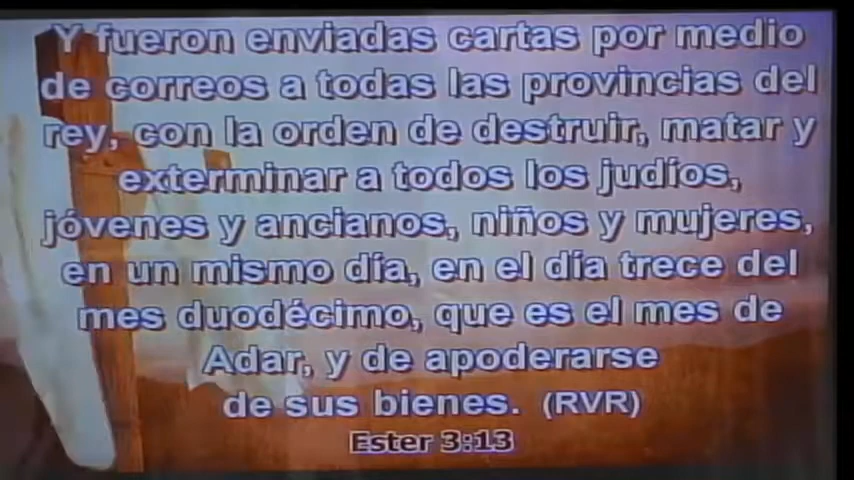 Y fueron enviadas cartas por medio
de correos a todas las provincias del
rey, con la orden de destruir, matar y
exterminar a todos los judíos,
jóvenes y ancianos, niños y mujeres,
en un mismo día, en el día trece del
mes duodécimo, que es el mes de
Adar, y de apoderarse
de sus bienes. (RVR)
Ester 3:13